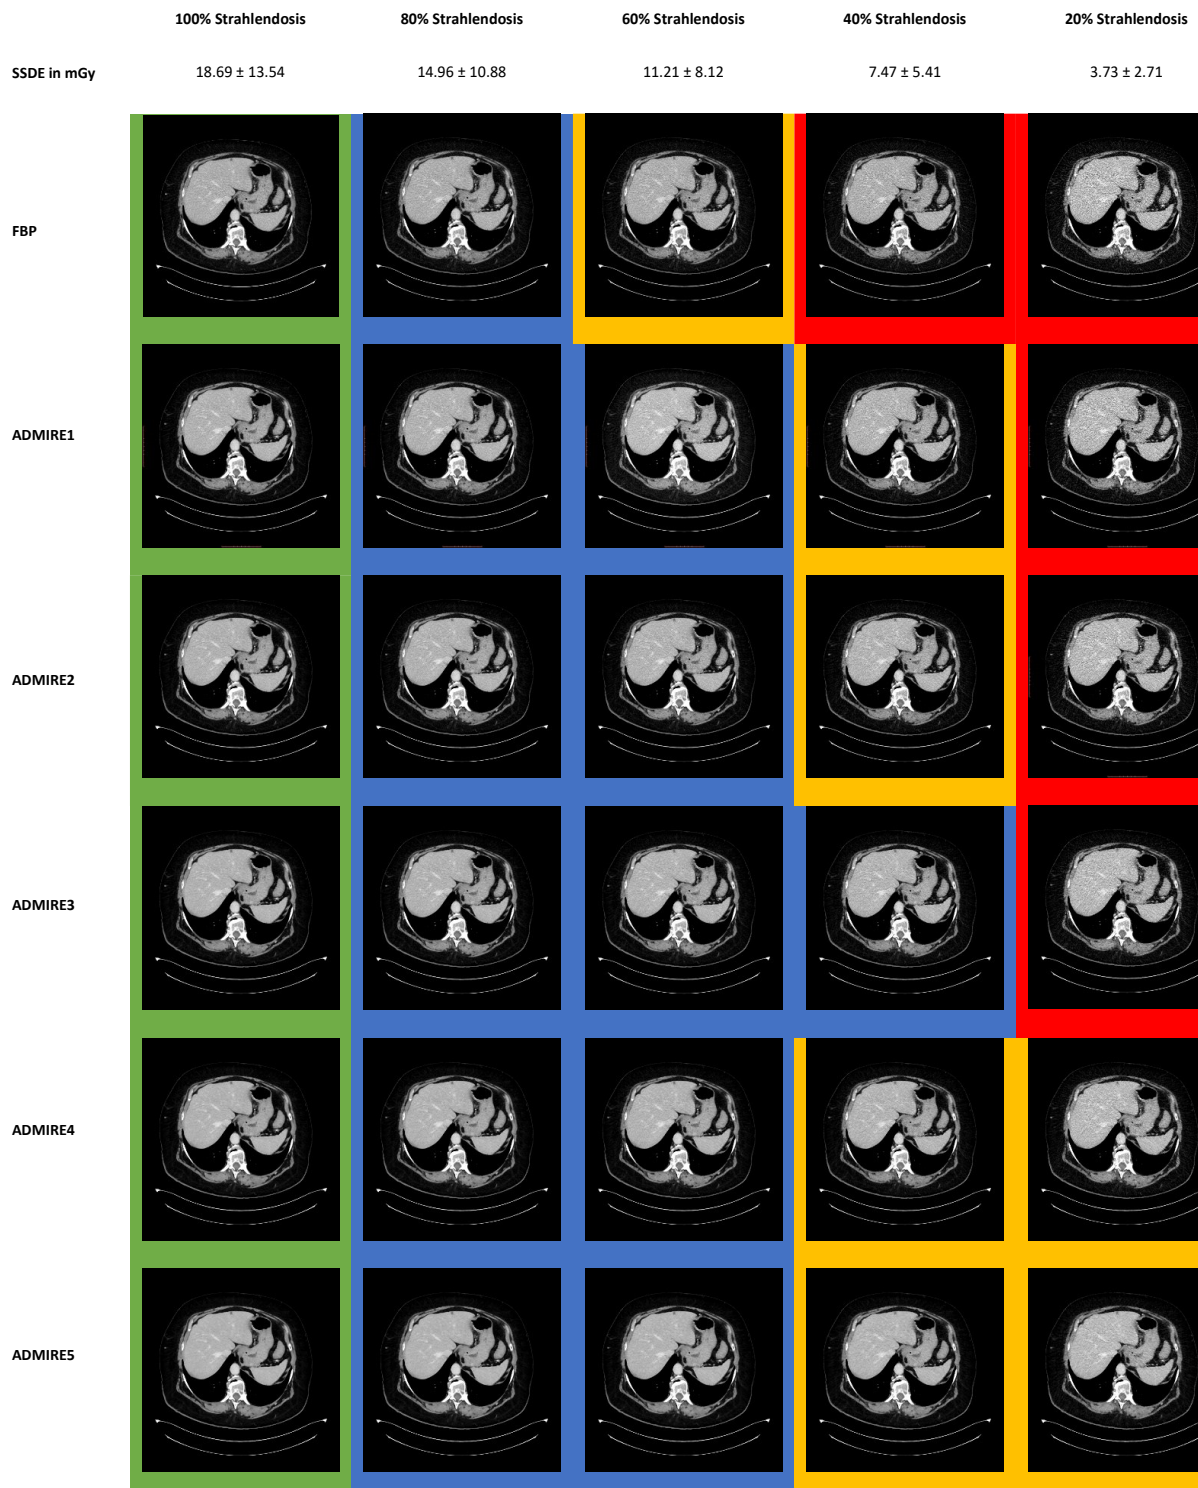 100% Strahlendosis 80% Strahlendosis 60% Strahlendosis 40% Strahlendosis 20% Strahlendosis
SSDE in mGy 18.69 ± 13.54 14.96 ± 10.88 11.21 ± 8.12 7.47 ± 5.41 3.73 ± 2.71
FBP
ADMIRE1
ADMIRE2
ADMIRE3
ADMIRE4
ADMIRE5